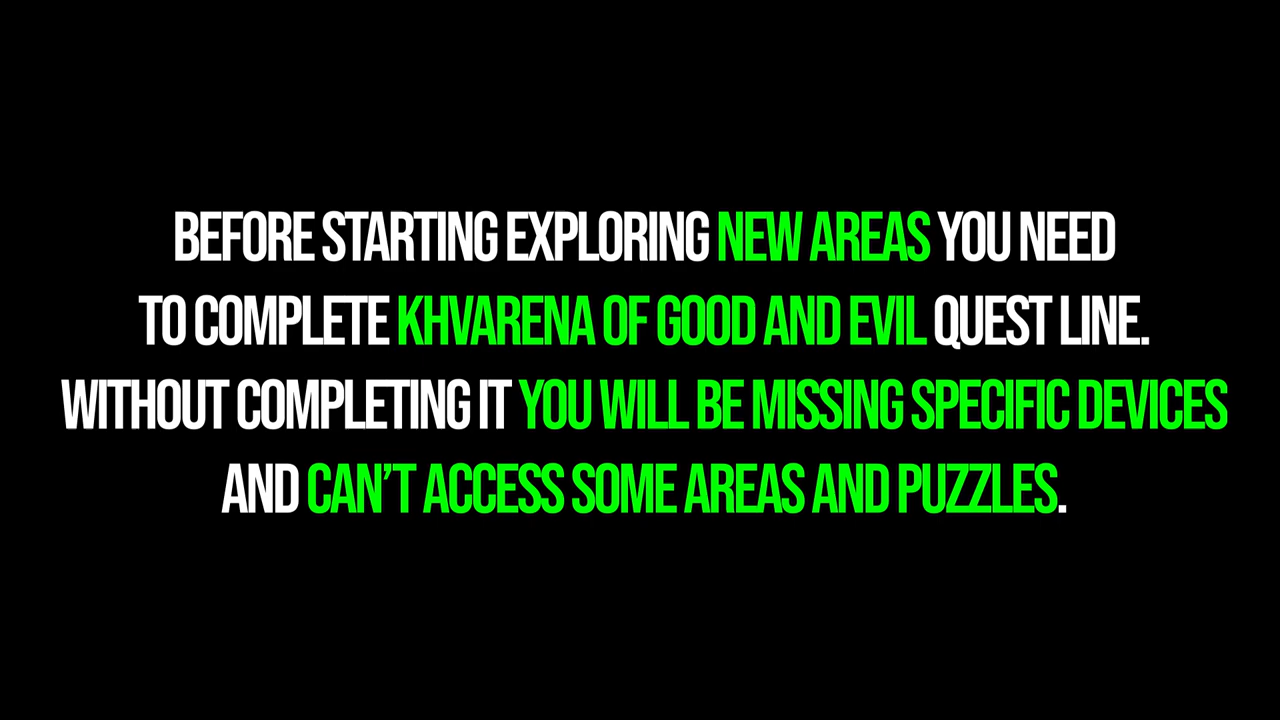 BEFORE STARTING EXPLORING NEW AREAS YOU NEED
TO COMPLETE KHVARENA OF GOOD AND EVIL QUEST LINE.
WITHOUT COMPLETING IT YOU WILL BE MISSING SPECIFIC DEVICES
AND CAN'T ACCESS SOME AREAS AND PUZZLES.